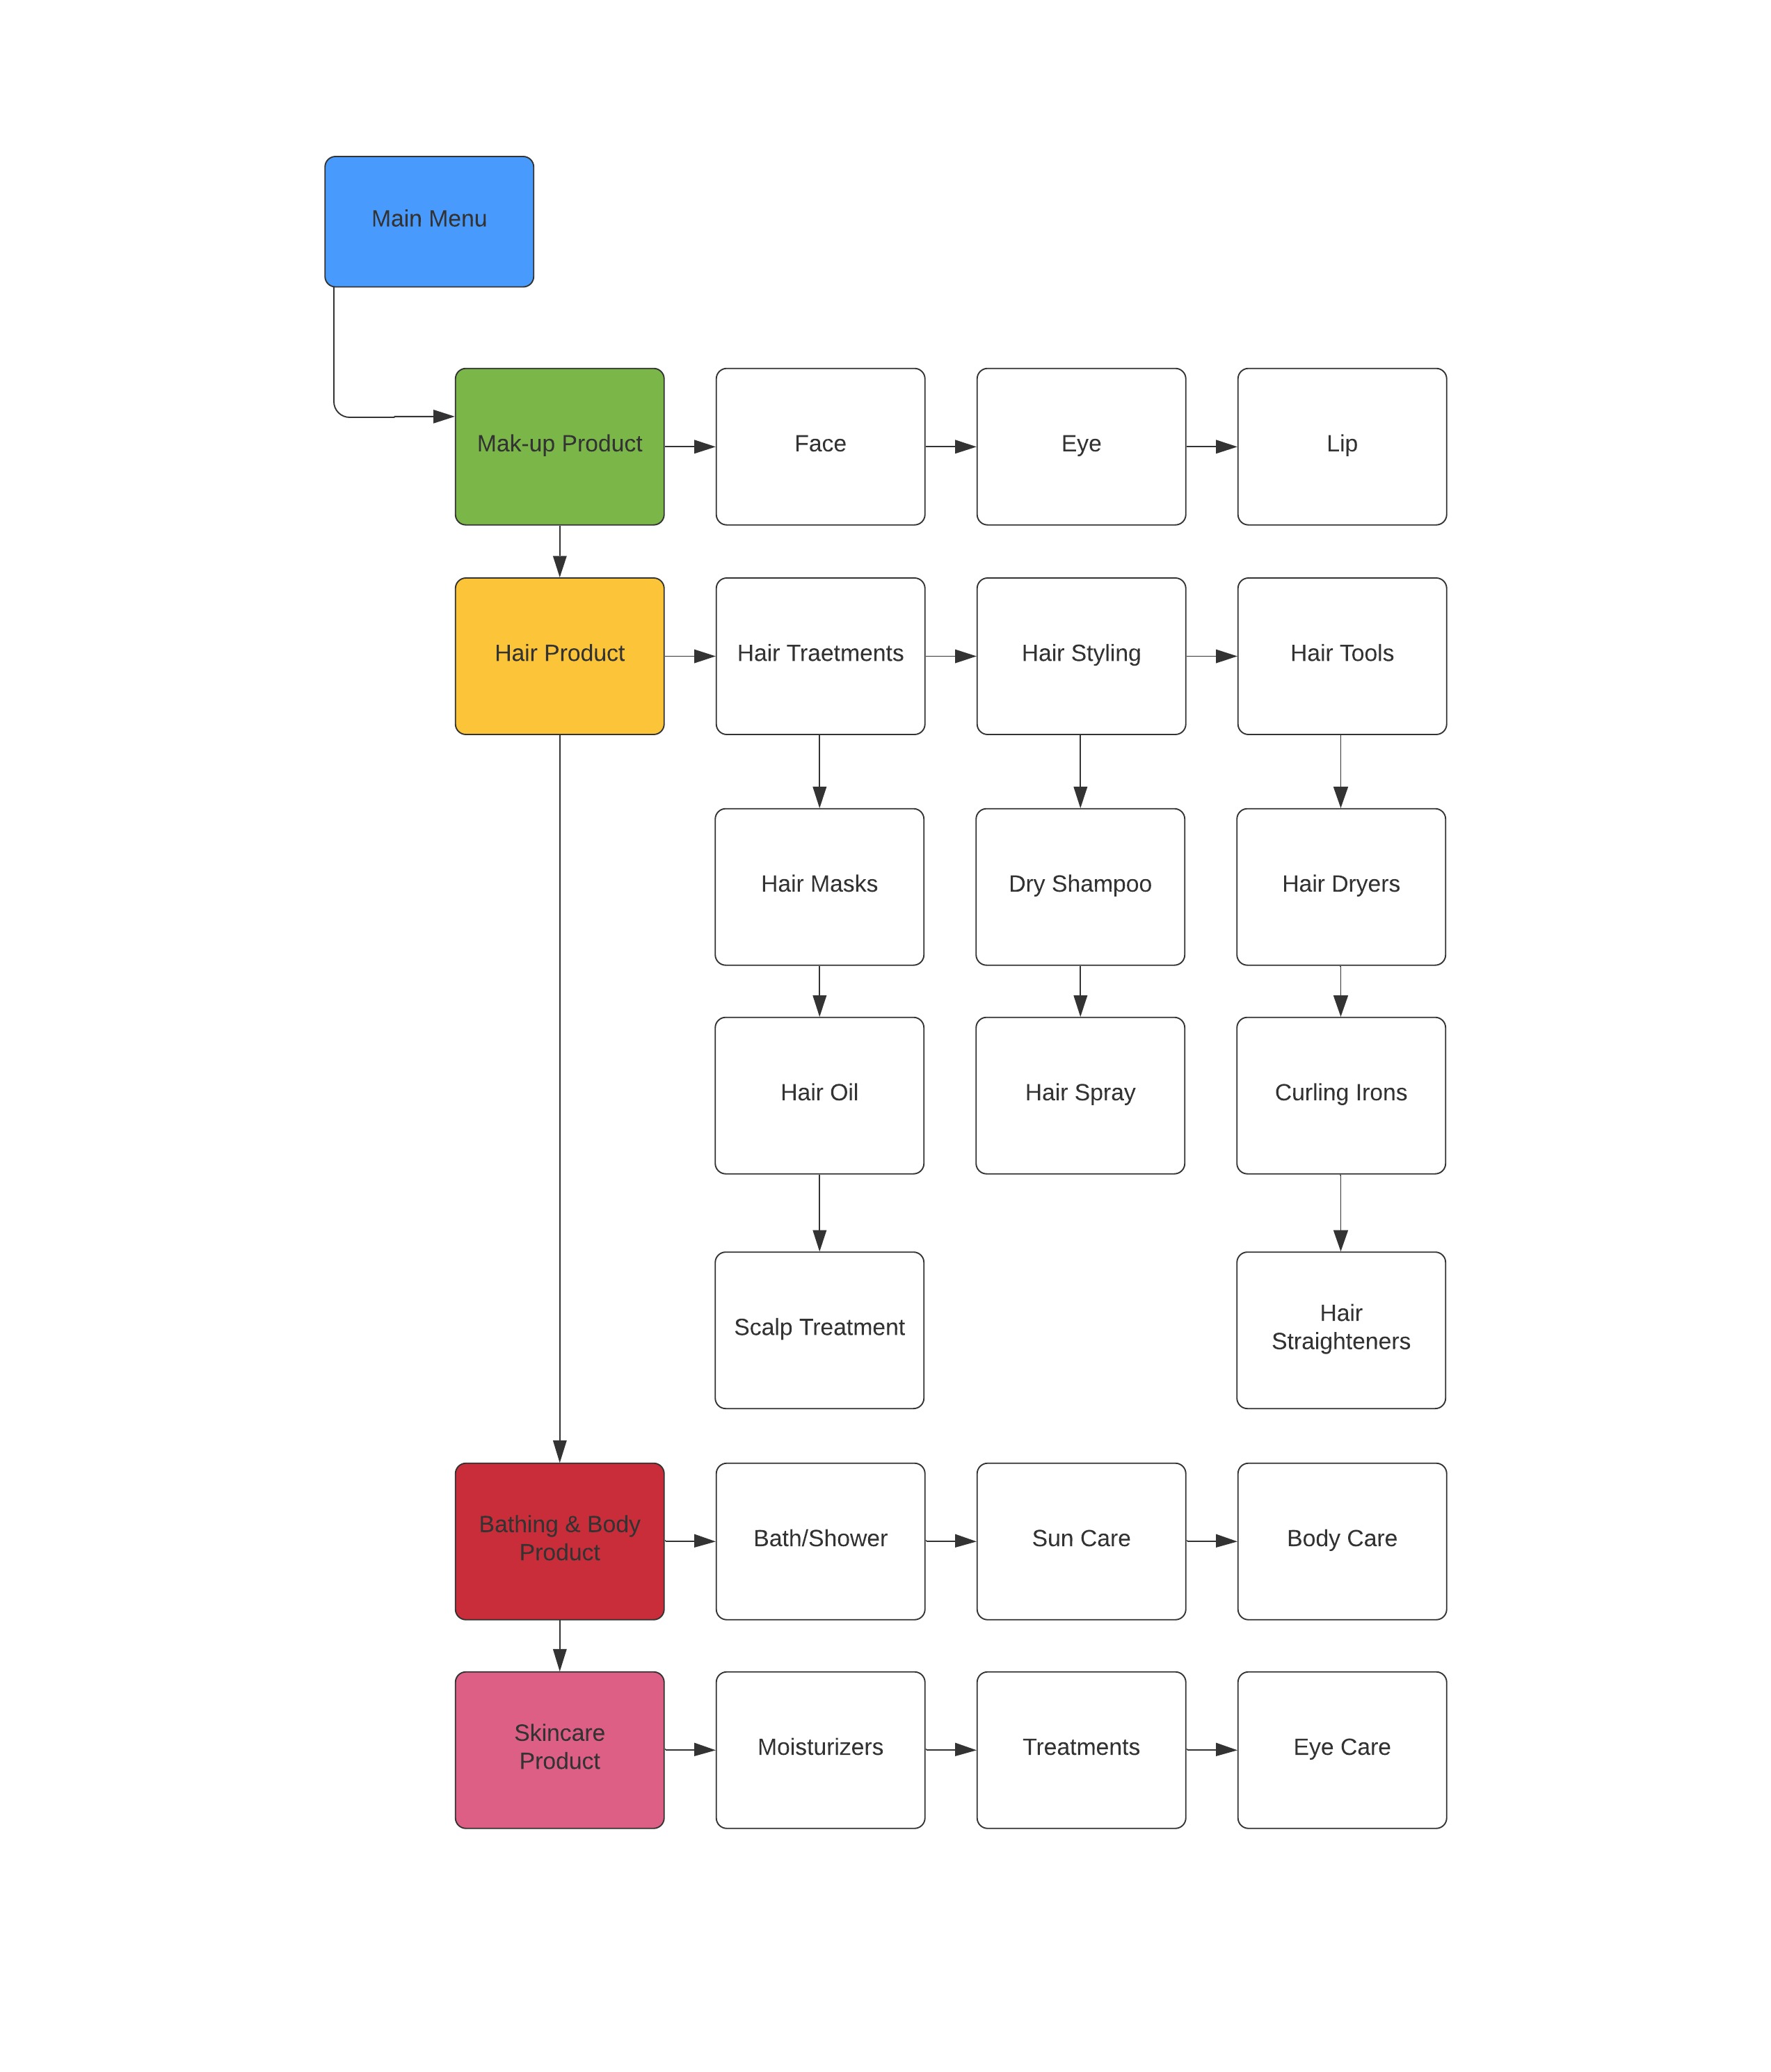 Main Menu
Mak-up Product
Face
Eye
Lip
Hair Product
Hair Traetments
Hair Styling
Hair Tools
Hair Masks
Dry Shampoo
Hair Dryers
Hair Oil
Hair Spray
Curling Irons
Scalp Treatment
Hair
Straighteners
Bathing & Body
Product
Bath/Shower
Sun Care
Body Care
Skincare
Product
Moisturizers
Treatments
Eye Care